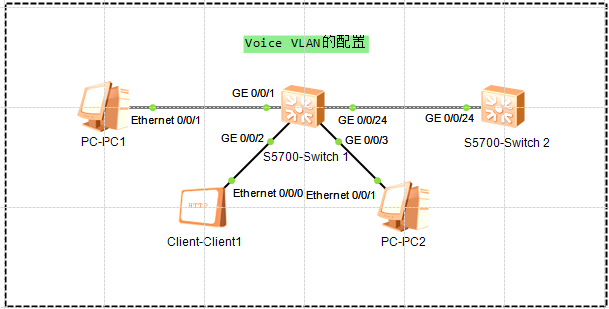 Voice VLAN的配置
GE 0/0/1
Ethernet 0/0/1
GE 0/0/24
GE 0/0/24
PC-PC1
GE 0/0/2
GE 0/0/3
S5700-Switch 1
S5700-Switch 2
Ethernet 0/0/0
Ethernet 0/0/1
HTTP
Client-Client1
PC-PC2